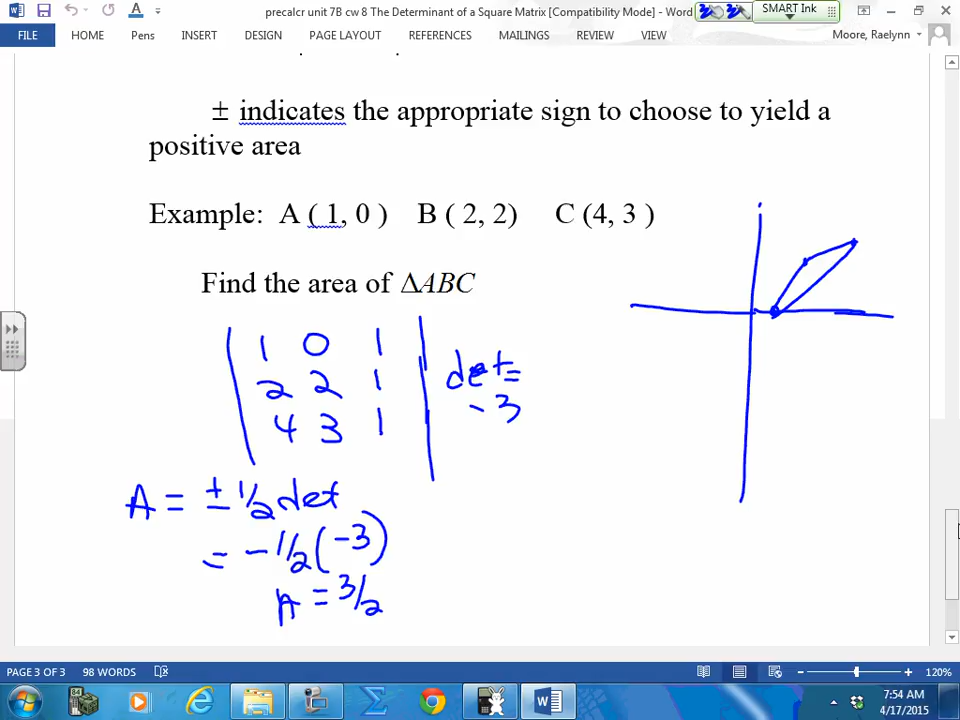 precalcr unit 7B cw 8 The Determinant of a Square Matrix [Compatibility Mode] - Word
SMART Ink
FILE HOME Pens INSERT DESIGN PAGE LAYOUT REFERENCES MAILINGS REVIEW VIEW Moore, Raelynn
± indicates the appropriate sign to choose to yield a
positive area
Example: A ( 1, 0 ) B ( 2, 2) C (4, 3 )
Find the area of ΔABC
1 0 1
2 2 1
4 3 1
det =
-3
A = ± 1/2 det
= -1/2 (-3)
A = 3/2
PAGE 3 OF 3 98 WORDS 120%
7:54 AM
4/17/2015